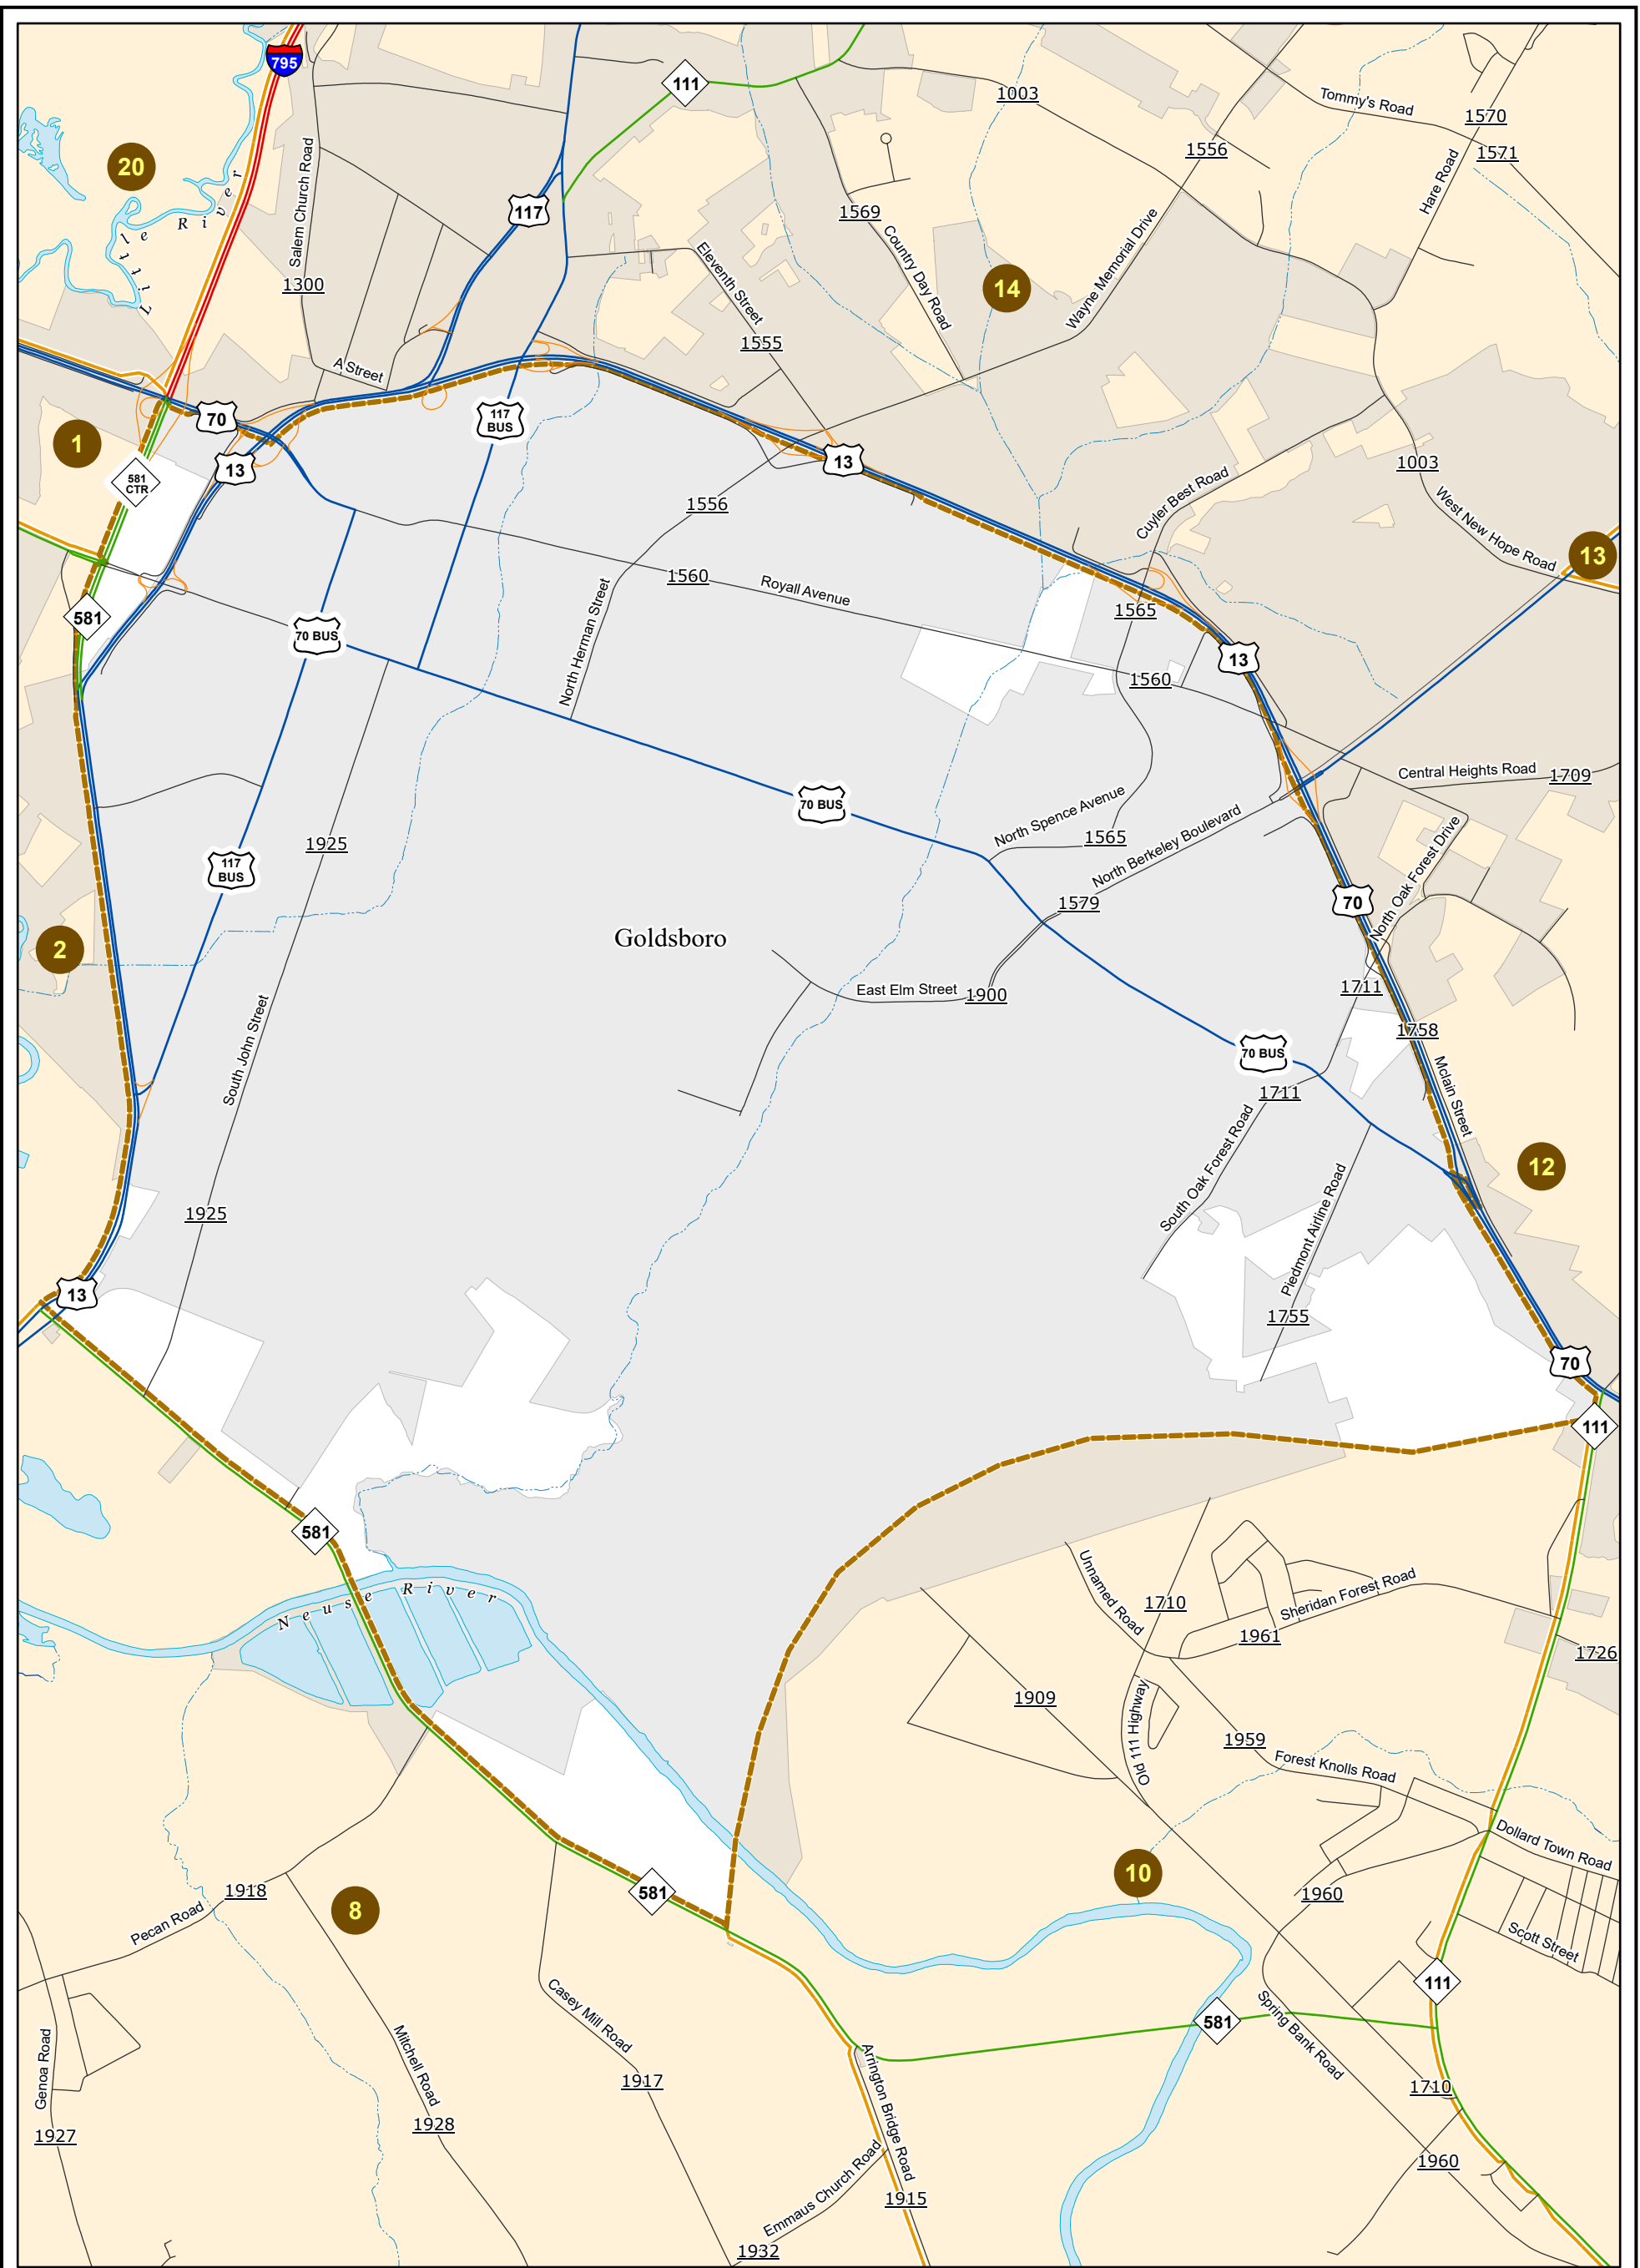 795
111
1003
Tommy's Road
1570
1571
1556
Hare Road
20
Little River
Salem Church Road
1300
117
1569
Country Day Road
Eleventh Street
1555
14
Wayne Memorial Drive
A Street
70
117
BUS
13
13
1
581
CTR
1556
1003
Cuyler Best Road
West New Hope Road
13
1560
Royall Avenue
North Herman Street
1565
581
70 BUS
13
1560
Central Heights Road
1709
70 BUS
North Spence Avenue
1565
North Berkeley Boulevard
1925
117
BUS
1579
70
North Oak Forest Drive
2
Goldsboro
East Elm Street
1900
1711
1758
South John Street
70 BUS
Mclain Street
1711
South Oak Forest Road
12
Piedmont Airline Road
1925
13
1755
70
111
581
Neuse River
Unnamed Road
1710
Sheridan Forest Road
1961
1726
1909
Old 111 Highway
1959
Forest Knolls Road
Dollard Town Road
10
1918
8
581
1960
Pecan Road
Scott Street
111
Casey Mill Road
581
Spring Bank Road
Genoa Road
Mitchell Road
1917
Arrington Bridge Road
1710
1927
1928
1960
Emmaus Church Road
1915
1932